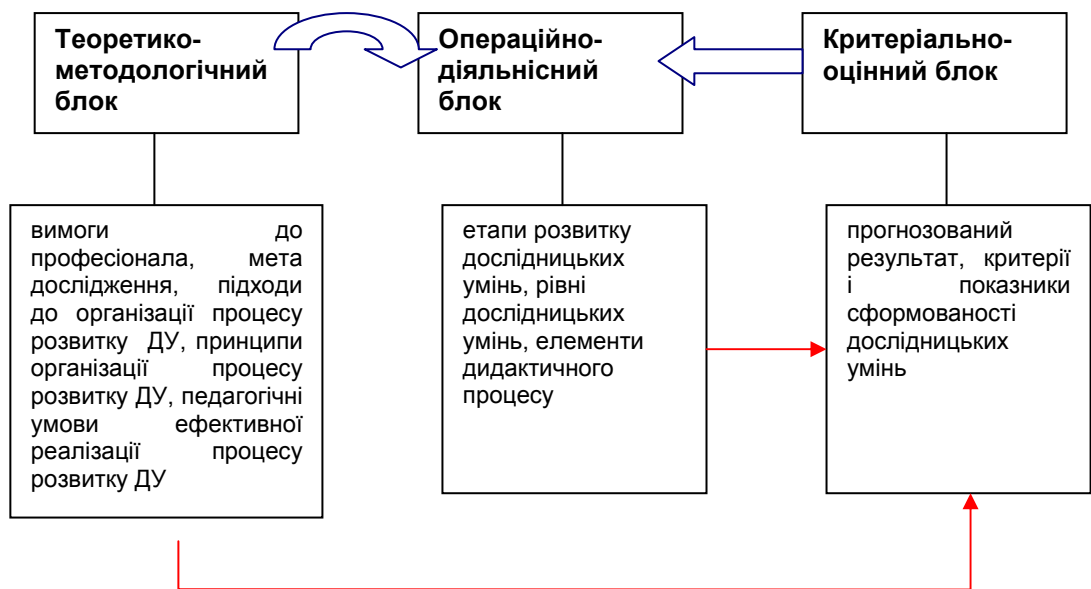 Теоретико-
методологічний
блок
Операційно-
діяльнісний
блок
Критеріально-
оцінний блок
вимоги до
професіонала, мета
дослідження, підходи
до організації процесу
розвитку ДУ, принципи
організації процесу
розвитку ДУ, педагогічні
умови ефективної
реалізації процесу
розвитку ДУ
етапи розвитку
дослідницьких
умінь, рівні
дослідницьких
умінь, елементи
дидактичного
процесу
прогнозований
результат, критерії
і показники
сформованості
дослідницьких
умінь